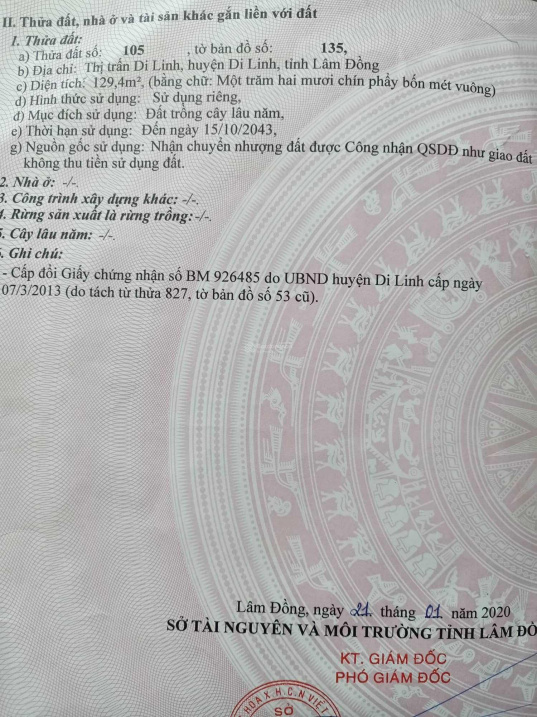 II. Thửa đất, nhà ở và tài sản khác gắn liền với đất
1. Thửa đất:
a) Thửa đất số: 105 , tờ bản đồ số: 135,
b) Địa chỉ: Thị trấn Di Linh, huyện Di Linh, tỉnh Lâm Đồng
c) Diện tích: 129,4m², (bằng chữ: Một trăm hai mươi chín phẩy bốn mét vuông)
d) Hình thức sử dụng: Sử dụng riêng,
đ) Mục đích sử dụng: Đất trồng cây lâu năm,
e) Thời hạn sử dụng: Đến ngày 15/10/2043,
g) Nguồn gốc sử dụng: Nhận chuyển nhượng đất được Công nhận QSDĐ như giao đất
không thu tiền sử dụng đất.
2. Nhà ở: -/-.
3. Công trình xây dựng khác: -/-.
4. Rừng sản xuất là rừng trồng: -/-.
5. Cây lâu năm: -/-.
6. Ghi chú:
- Cấp đổi Giấy chứng nhận số BM 926485 do UBND huyện Di Linh cấp ngày
07/3/2013 (do tách từ thửa 827, tờ bản đồ số 53 cũ).
Lâm Đồng, ngày 21 tháng 01 năm 2020
SỞ TÀI NGUYÊN VÀ MÔI TRƯỜNG TỈNH LÂM ĐỒ
KT. GIÁM ĐỐC
PHÓ GIÁM ĐỐC
HOÀ X.H.C.N VIỆT
SỞ